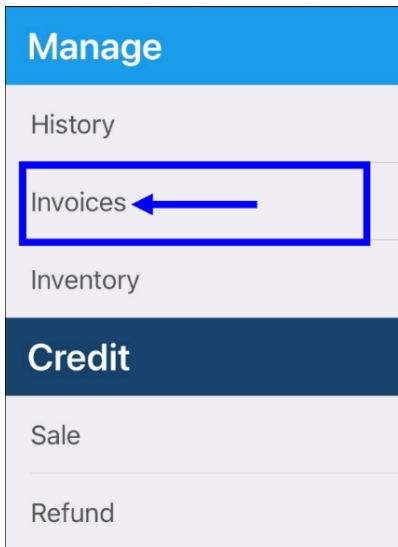 Manage
History
Invoices
Inventory
Credit
Sale
Refund